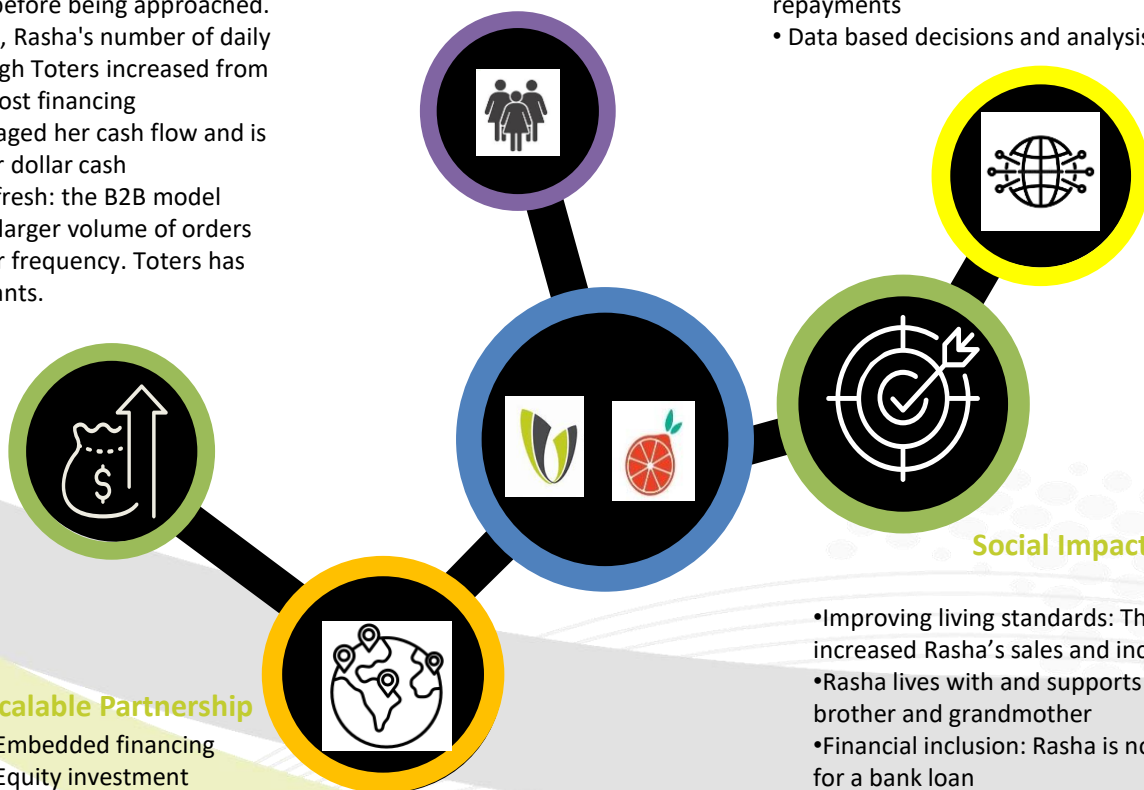 before being approached.
, Rasha's number of daily
gh Toters increased from
ost financing
aged her cash flow and is
r dollar cash
fresh: the B2B model
larger volume of orders
r frequency. Toters has
ants.
repayments
• Data based decisions and analysis
$
calable Partnership
Embedded financing
Equity investment
Social Impact
•Improving living standards: Th
increased Rasha’s sales and inc
•Rasha lives with and supports
brother and grandmother
•Financial inclusion: Rasha is no
for a bank loan